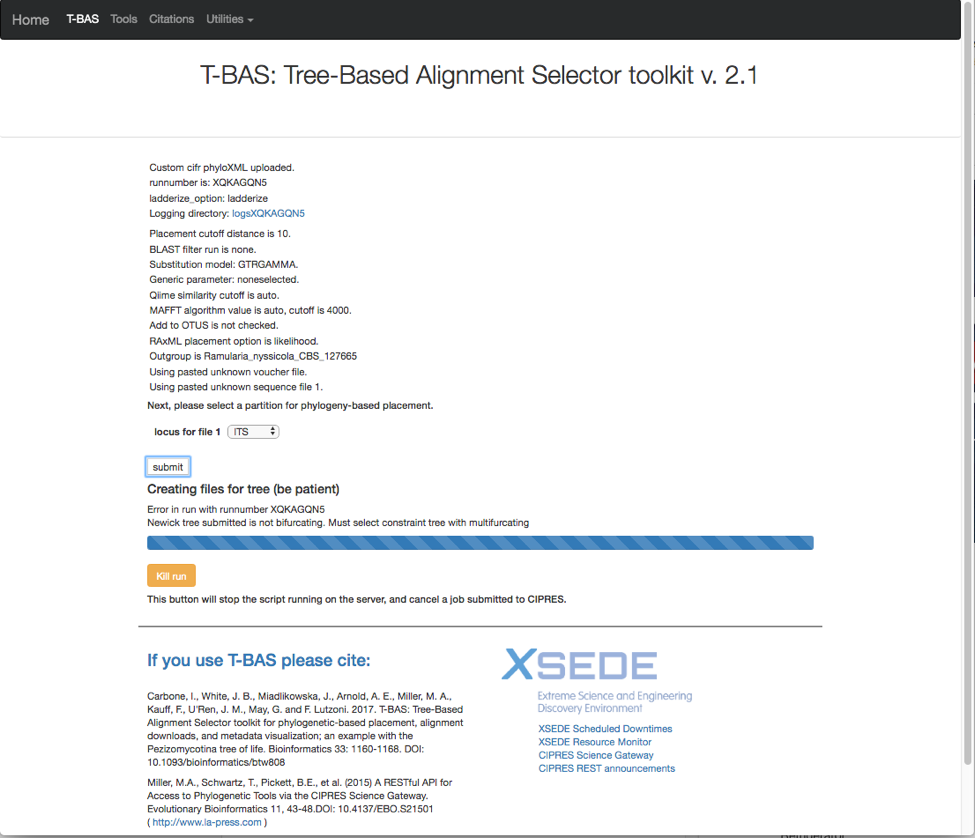 Home T-BAS Tools Citations Utilities
T-BAS: Tree-Based Alignment Selector toolkit v. 2.1
Custom cifr phyloXML uploaded.
runnumber is: XQKAGQN5
ladderize_option: ladderize
Logging directory: logsXQKAGQN5
Placement cutoff distance is 10.
BLAST filter run is none.
Substitution model: GTRGAMMA.
Generic parameter: noneselected.
Qiime similarity cutoff is auto.
MAFFT algorithm value is auto, cutoff is 4000.
Add to OTUS is not checked.
RAxML placement option is likelihood.
Outgroup is Ramularia_nyssicola_CBS_127665
Using pasted unknown voucher file.
Using pasted unknown sequence file 1.
Next, please select a partition for phylogeny-based placement.
locus for file 1 ITS
submit
Creating files for tree (be patient)
Error in run with runnumber XQKAGQN5
Newick tree submitted is not bifurcating. Must select constraint tree with multifurcating
Kill run
This button will stop the script running on the server, and cancel a job submitted to CIPRES.
If you use T-BAS please cite:
Carbone, I., White, J. B., Miadlikowska, J., Arnold, A. E., Miller, M. A.,
Kauff, F., U'Ren, J. M., May, G. and F. Lutzoni. 2017. T-BAS: Tree-Based
Alignment Selector toolkit for phylogenetic-based placement, alignment
downloads, and metadata visualization; an example with the
Pezizomycotina tree of life. Bioinformatics 33: 1160-1168. DOI:
10.1093/bioinformatics/btw808
Miller, M.A., Schwartz, T., Pickett, B.E., et al. (2015) A RESTful API for
Access to Phylogenetic Tools via the CIPRES Science Gateway.
Evolutionary Bioinformatics 11, 43-48.DOI: 10.4137/EBO.S21501
( http://www.la-press.com )
XSEDE
Extreme Science and Engineering
Discovery Environment
XSEDE Scheduled Downtimes
XSEDE Resource Monitor
CIPRES Science Gateway
CIPRES REST announcements